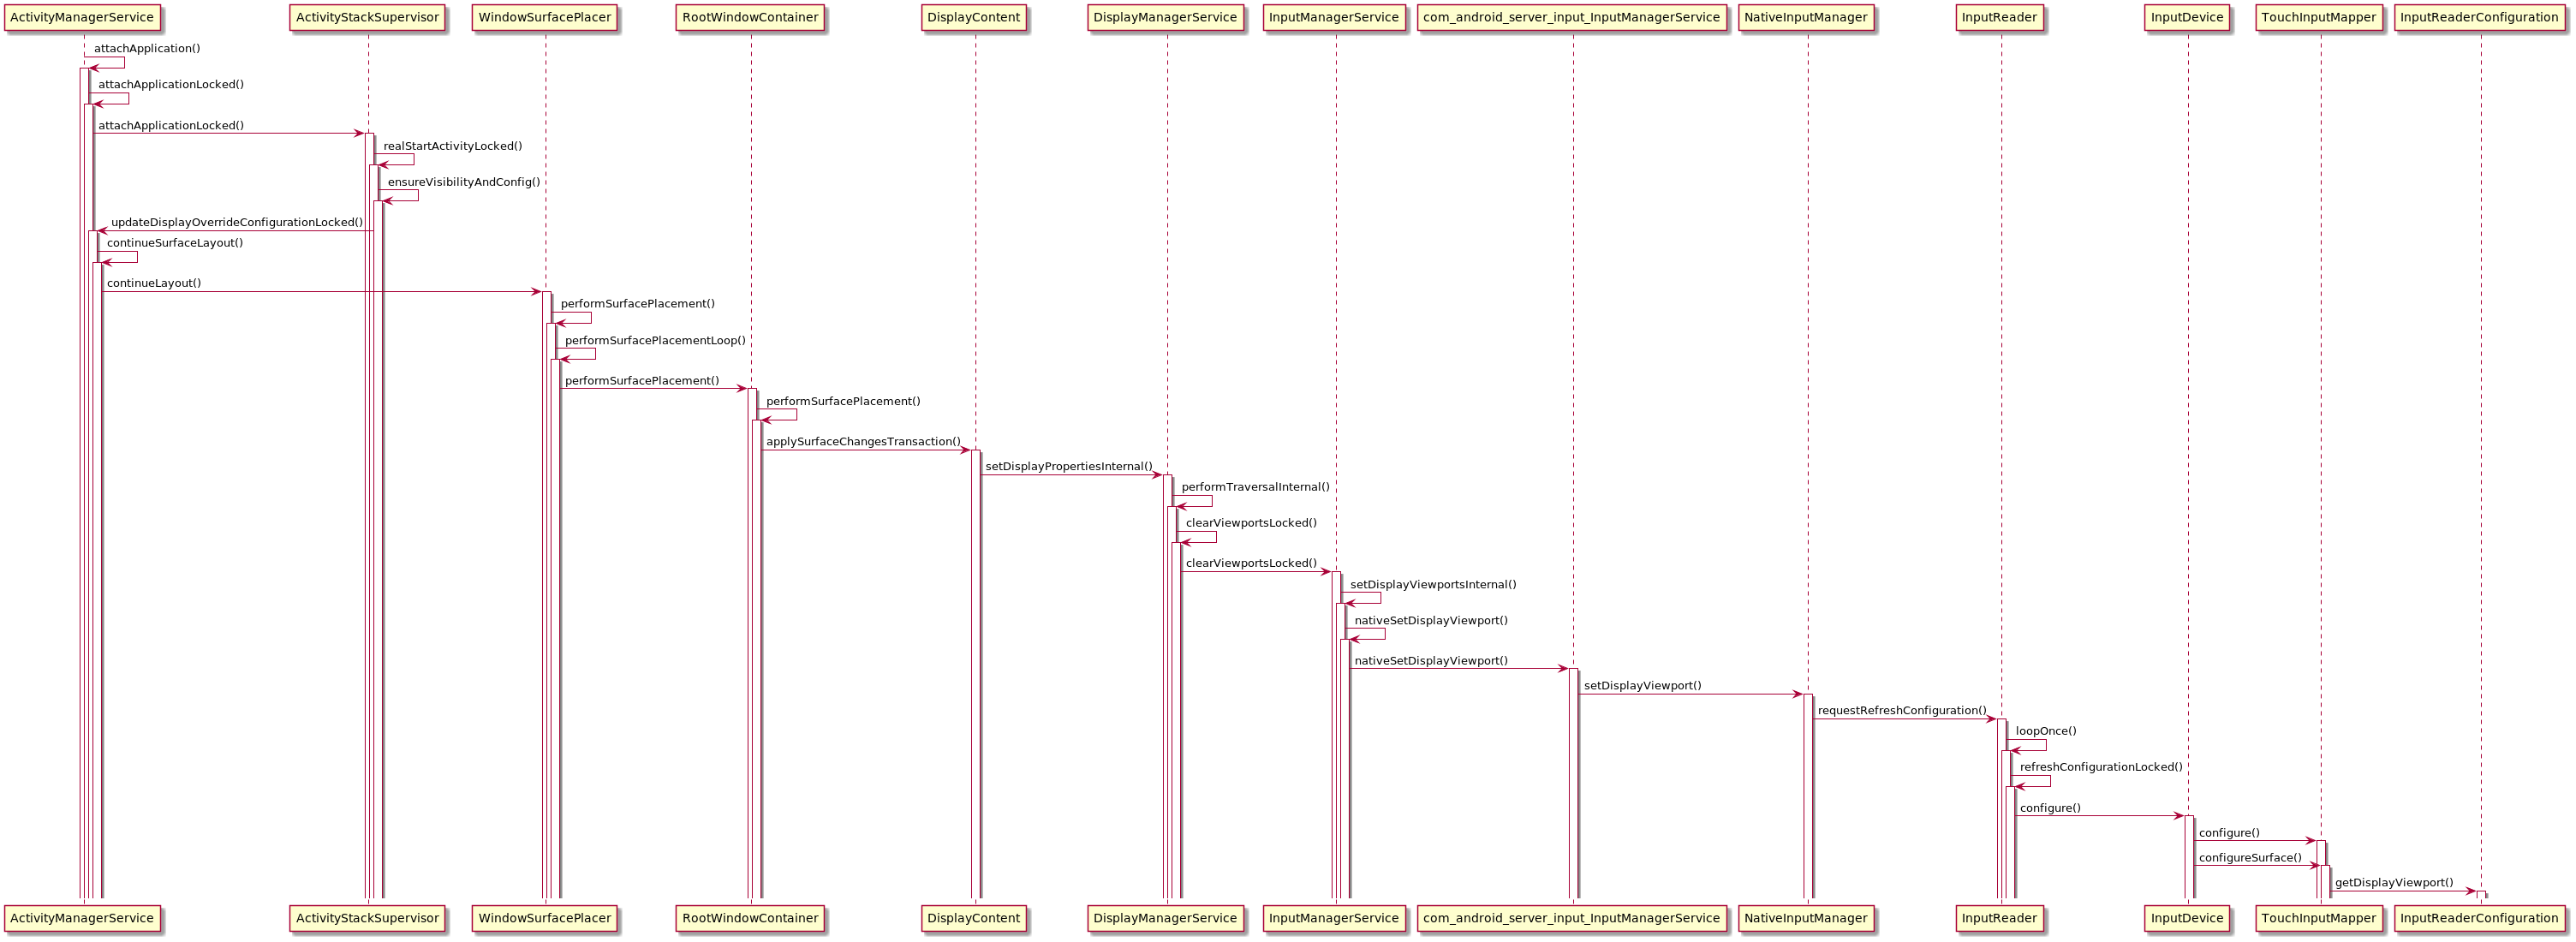 ActivityManagerService
ActivityStackSupervisor
WindowSurfacePlacer
RootWindowContainer
DisplayContent
DisplayManagerService
InputManagerService
com_android_server_input_InputManagerService
NativeInputManager
InputReader
InputDevice
TouchInputMapper
InputReaderConfiguration
attachApplication()
attachApplicationLocked()
attachApplicationLocked()
realStartActivityLocked()
ensureVisibilityAndConfig()
updateDisplayOverrideConfigurationLocked()
continueSurfaceLayout()
continueLayout()
performSurfacePlacement()
performSurfacePlacementLoop()
performSurfacePlacement()
performSurfacePlacement()
applySurfaceChangesTransaction()
setDisplayPropertiesInternal()
performTraversalInternal()
clearViewportsLocked()
clearViewportsLocked()
setDisplayViewportsInternal()
nativeSetDisplayViewport()
nativeSetDisplayViewport()
setDisplayViewport()
requestRefreshConfiguration()
loopOnce()
refreshConfigurationLocked()
configure()
configure()
configureSurface()
getDisplayViewport()
ActivityManagerService
ActivityStackSupervisor
WindowSurfacePlacer
RootWindowContainer
DisplayContent
DisplayManagerService
InputManagerService
com_android_server_input_InputManagerService
NativeInputManager
InputReader
InputDevice
TouchInputMapper
InputReaderConfiguration